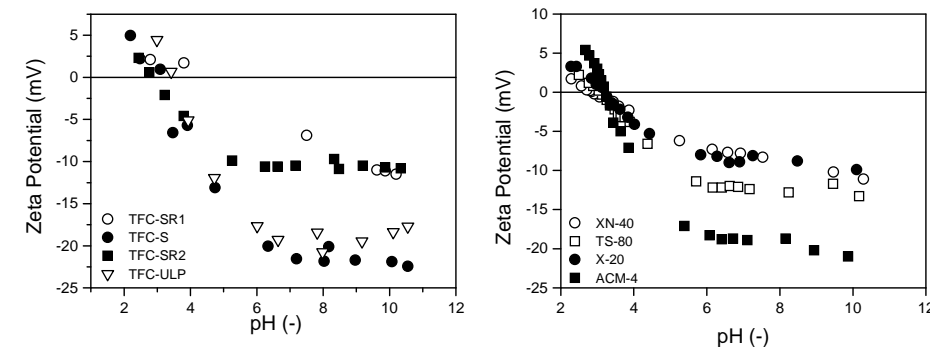 5
0
-5
-10
-15
-20
-25
Zeta Potential (mV)
TFC-SR1
TFC-S
TFC-SR2
TFC-ULP
0 2 4 6 8 10 12
pH (-)
10
5
0
-5
-10
-15
-20
-25
Zeta Potential (mV)
XN-40
TS-80
X-20
ACM-4
2 4 6 8 10 12
pH (-)